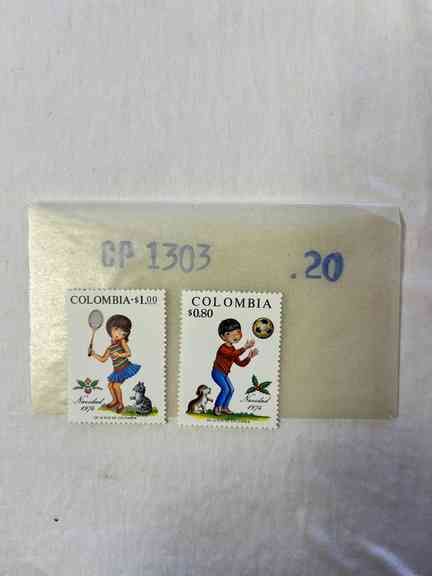 CP 1303 .20
COLOMBIA-$1.00
Navidad
1974
COLOMBIA
$0.80
Navidad
1974